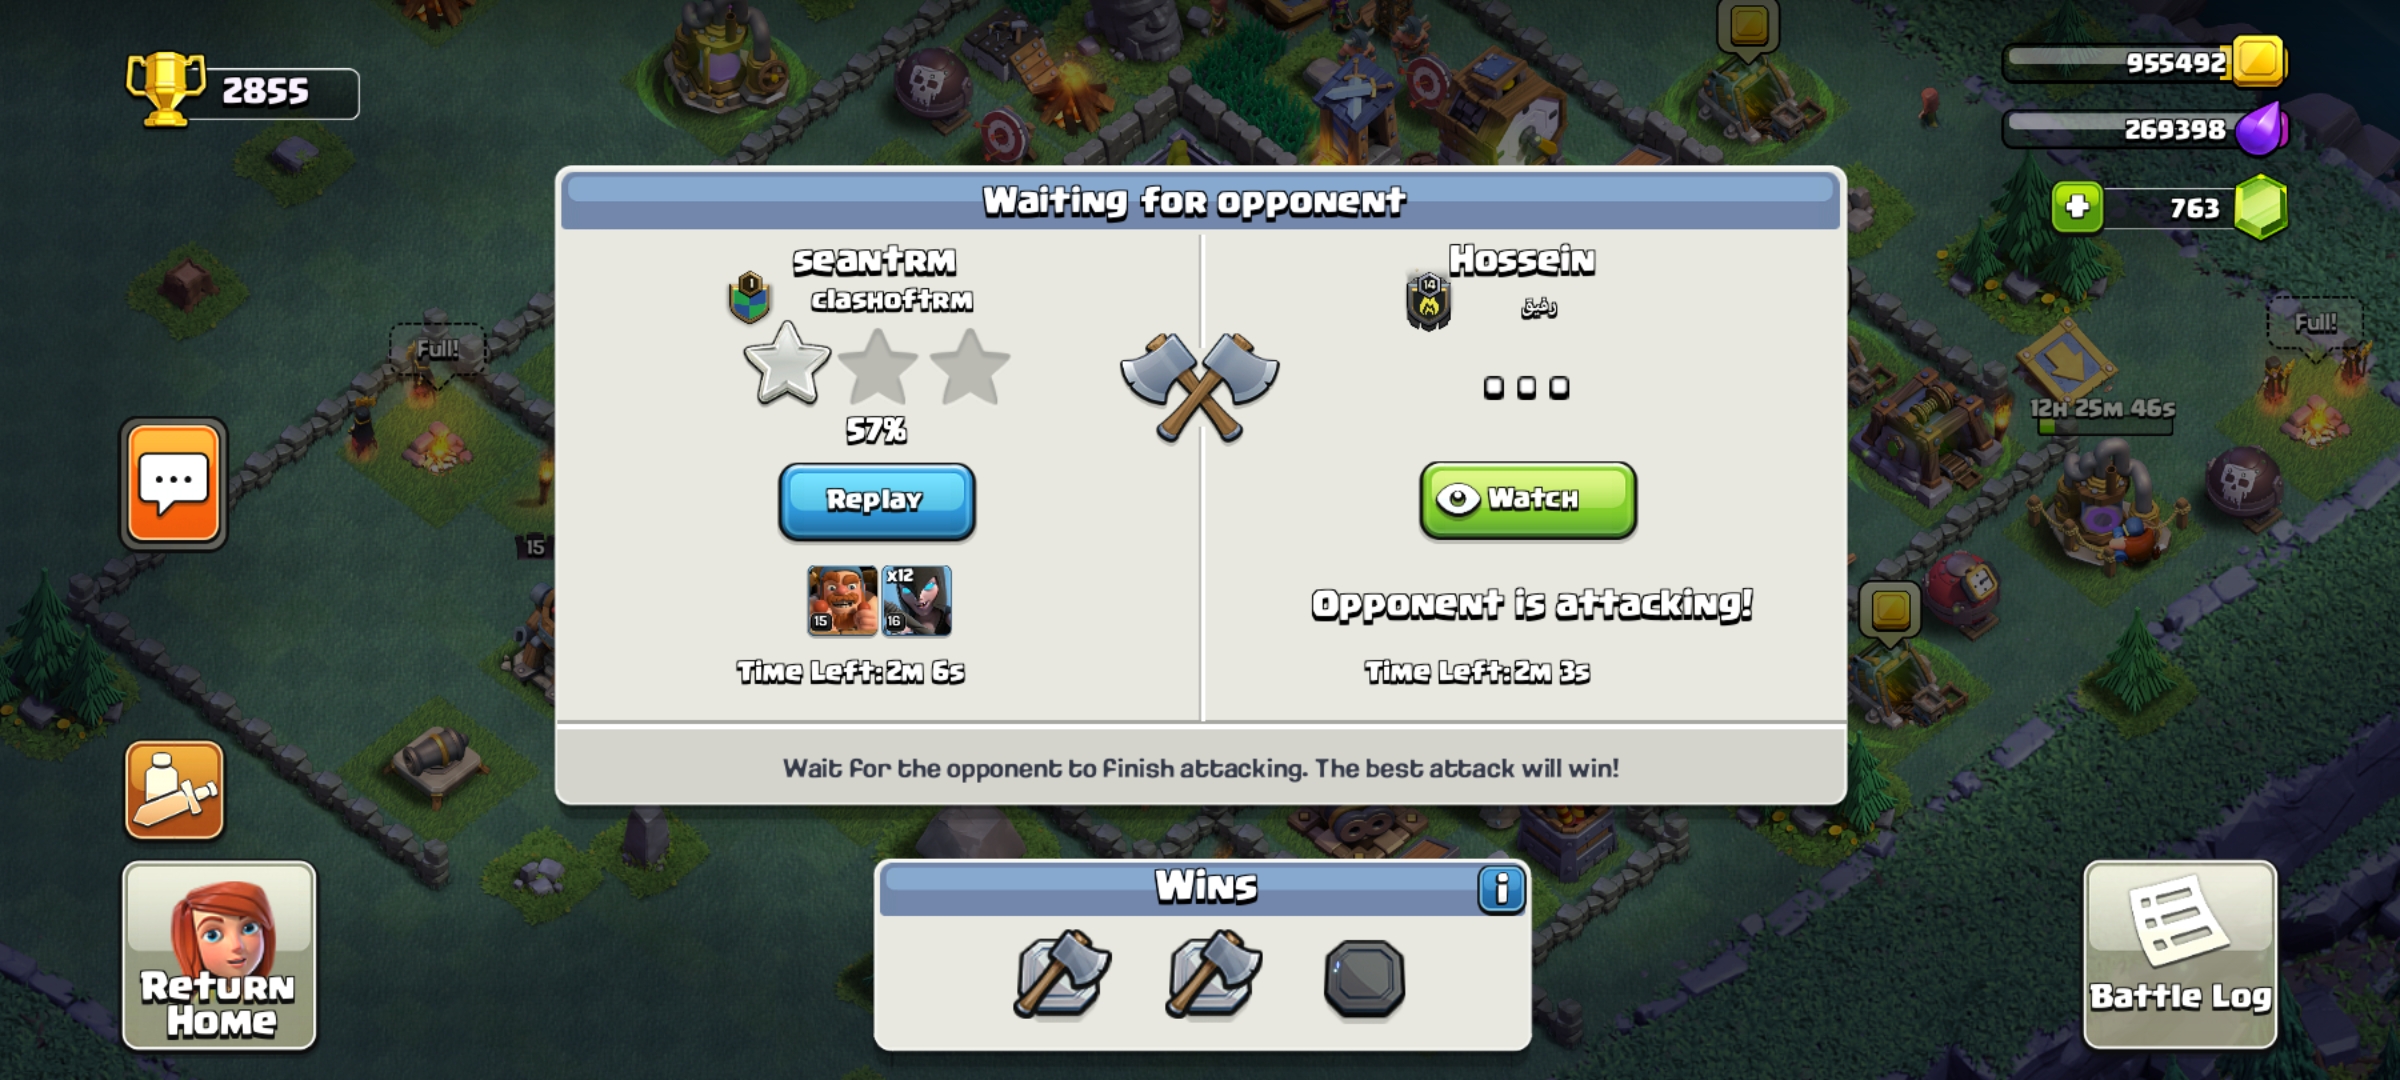 2855
955492
269398
763
Waiting for opponent
seantrm
1
clashoftrm
57%
Replay
15
x12
16
Time Left:2m 6s
Hossein
14
رفيق
Watch
Opponent is attacking!
Time Left:2m 3s
Wait for the opponent to finish attacking. The best attack will win!
Full!
15
Full!
12H 25m 46s
Wins
i
Return
Home
Battle Log